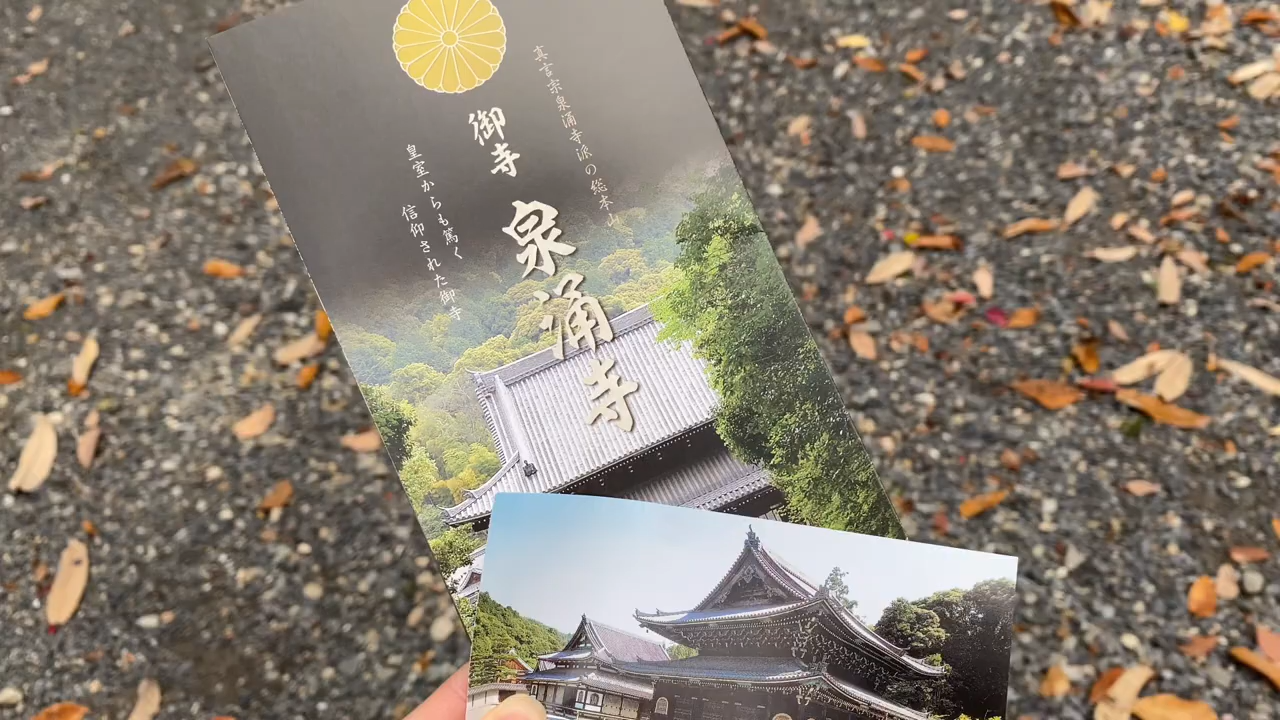 真言宗泉涌寺派の総本山
御寺
泉涌寺
皇室からも篤く
信仰された御寺